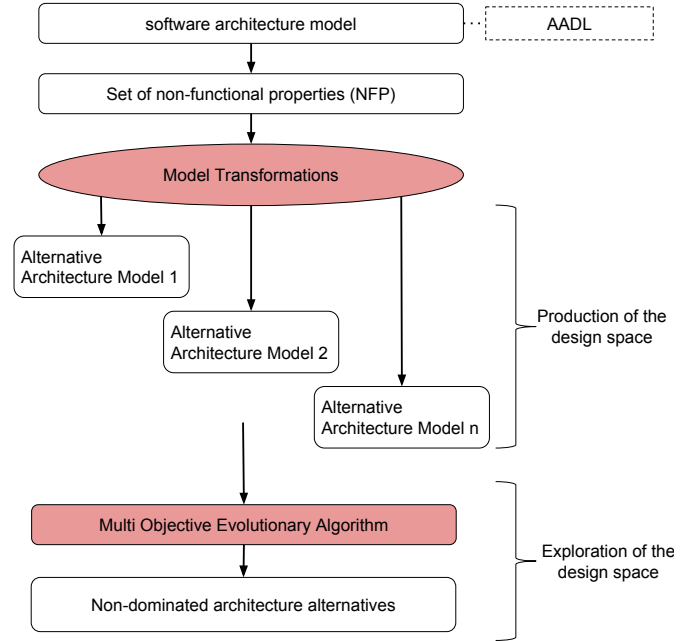 software architecture model
AADL
Set of non-functional properties (NFP)
Model Transformations
Alternative
Architecture Model 1
Alternative
Architecture Model 2
Alternative
Architecture Model n
Production of the
design space
Multi Objective Evolutionary Algorithm
Non-dominated architecture alternatives
Exploration of the
design space